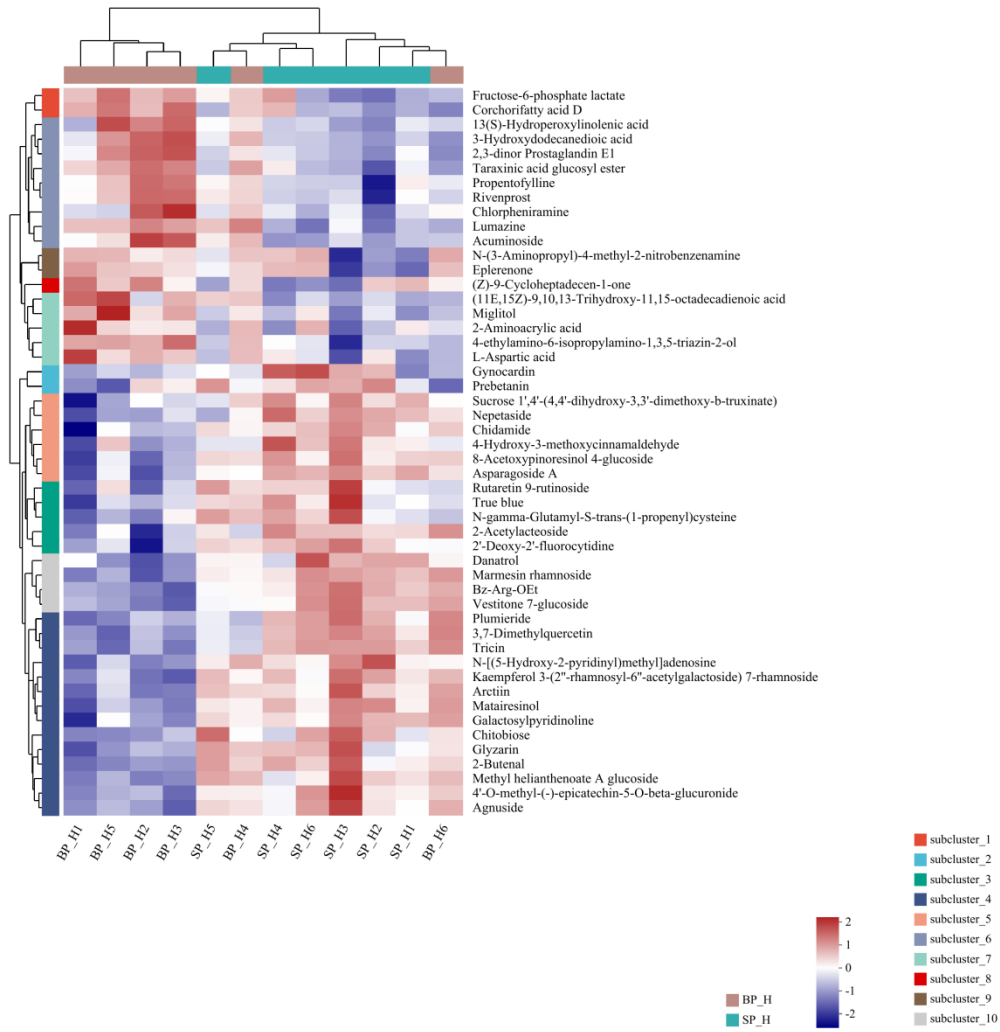 Fructose-6-phosphate lactate
Corchorifatty acid D
13(S)-Hydroperoxylinolenic acid
3-Hydroxydodecanedioic acid
2,3-dinor Prostaglandin E1
Taraxinic acid glucosyl ester
Propentofylline
Rivenprost
Chlorpheniramine
Lumazine
Acuminoside
N-(3-Aminopropyl)-4-methyl-2-nitrobenzenamine
Eplerenone
(Z)-9-Cycloheptadecen-1-one
(11E,15Z)-9,10,13-Trihydroxy-11,15-octadecadienoic acid
Miglitol
2-Aminoacrylic acid
4-ethylamino-6-isopropylamino-1,3,5-triazin-2-ol
L-Aspartic acid
Gynocardin
Prebetanin
Sucrose 1',4'-(4,4'-dihydroxy-3,3'-dimethoxy-b-truxinate)
Nepetaside
Chidamide
4-Hydroxy-3-methoxycinnamaldehyde
8-Acetoxypinoresinol 4-glucoside
Asparagoside A
Rutaretin 9-rutinoside
True blue
N-gamma-Glutamyl-S-trans-(1-propenyl)cysteine
2-Acetylacteoside
2'-Deoxy-2'-fluorocytidine
Danatrol
Marmesin rhamnoside
Bz-Arg-OEt
Vestitone 7-glucoside
Plumieride
3,7-Dimethylquercetin
Tricin
N-[(5-Hydroxy-2-pyridinyl)methyl]adenosine
Kaempferol 3-(2''-rhamnosyl-6''-acetylgalactoside) 7-rhamnoside
Arctiin
Matairesinol
Galactosylpyridinoline
Chitobiose
Glyzarin
2-Butenal
Methyl helianthenoate A glucoside
4'-O-methyl-(-)-epicatechin-5-O-beta-glucuronide
Agnuside
BP_H1 BP_H5 BP_H2 BP_H3 SP_H5 BP_H4 SP_H4 SP_H6 SP_H3 SP_H2 SP_H1 BP_H6
BP_H
SP_H
2
1
0
-1
-2
subcluster_1
subcluster_2
subcluster_3
subcluster_4
subcluster_5
subcluster_6
subcluster_7
subcluster_8
subcluster_9
subcluster_10